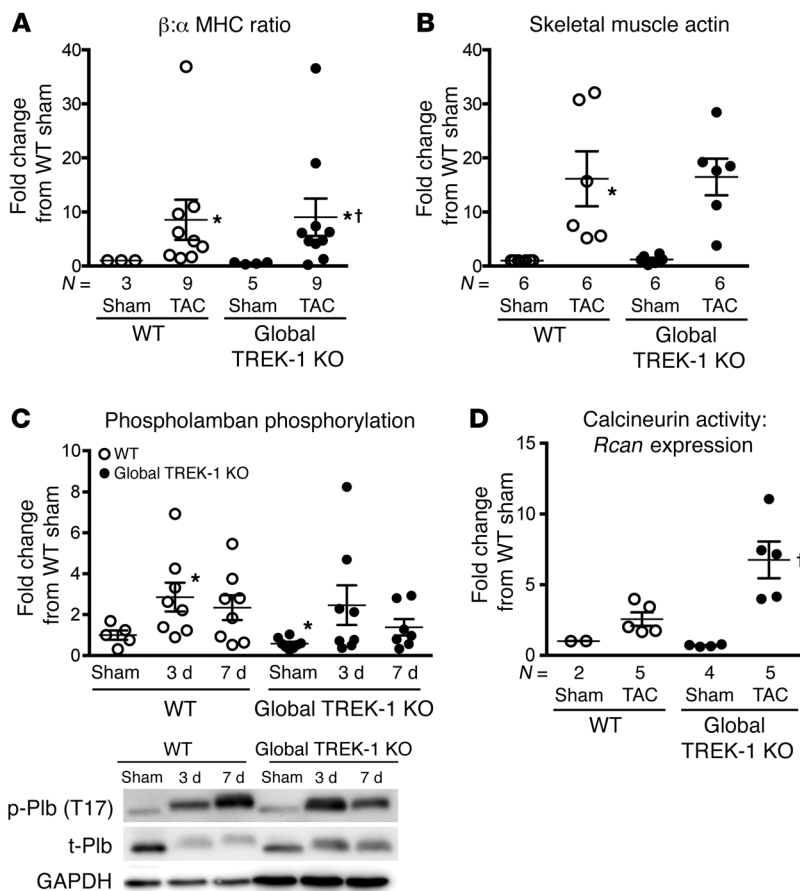 A
β:α MHC ratio
Fold change
from WT sham
40
30
20
10
0
*
*†
N = 3 9 5 9
Sham TAC Sham TAC
WT Global
TREK-1 KO
B
Skeletal muscle actin
Fold change
from WT sham
40
30
20
10
0
*
N = 6 6 6 6
Sham TAC Sham TAC
WT Global
TREK-1 KO
C
Phospholamban phosphorylation
Fold change
from WT sham
10
8
6
4
2
0
WT
Global TREK-1 KO
*
*
Sham 3 d 7 d Sham 3 d 7 d
WT Global TREK-1 KO
WT Global TREK-1 KO
Sham 3 d 7 d Sham 3 d 7 d
p-Plb (T17)
t-Plb
GAPDH
D
Calcineurin activity:
Rcan expression
Fold change
from WT sham
15
10
5
0
†
N = 2 5 4 5
Sham TAC Sham TAC
WT Global
TREK-1 KO